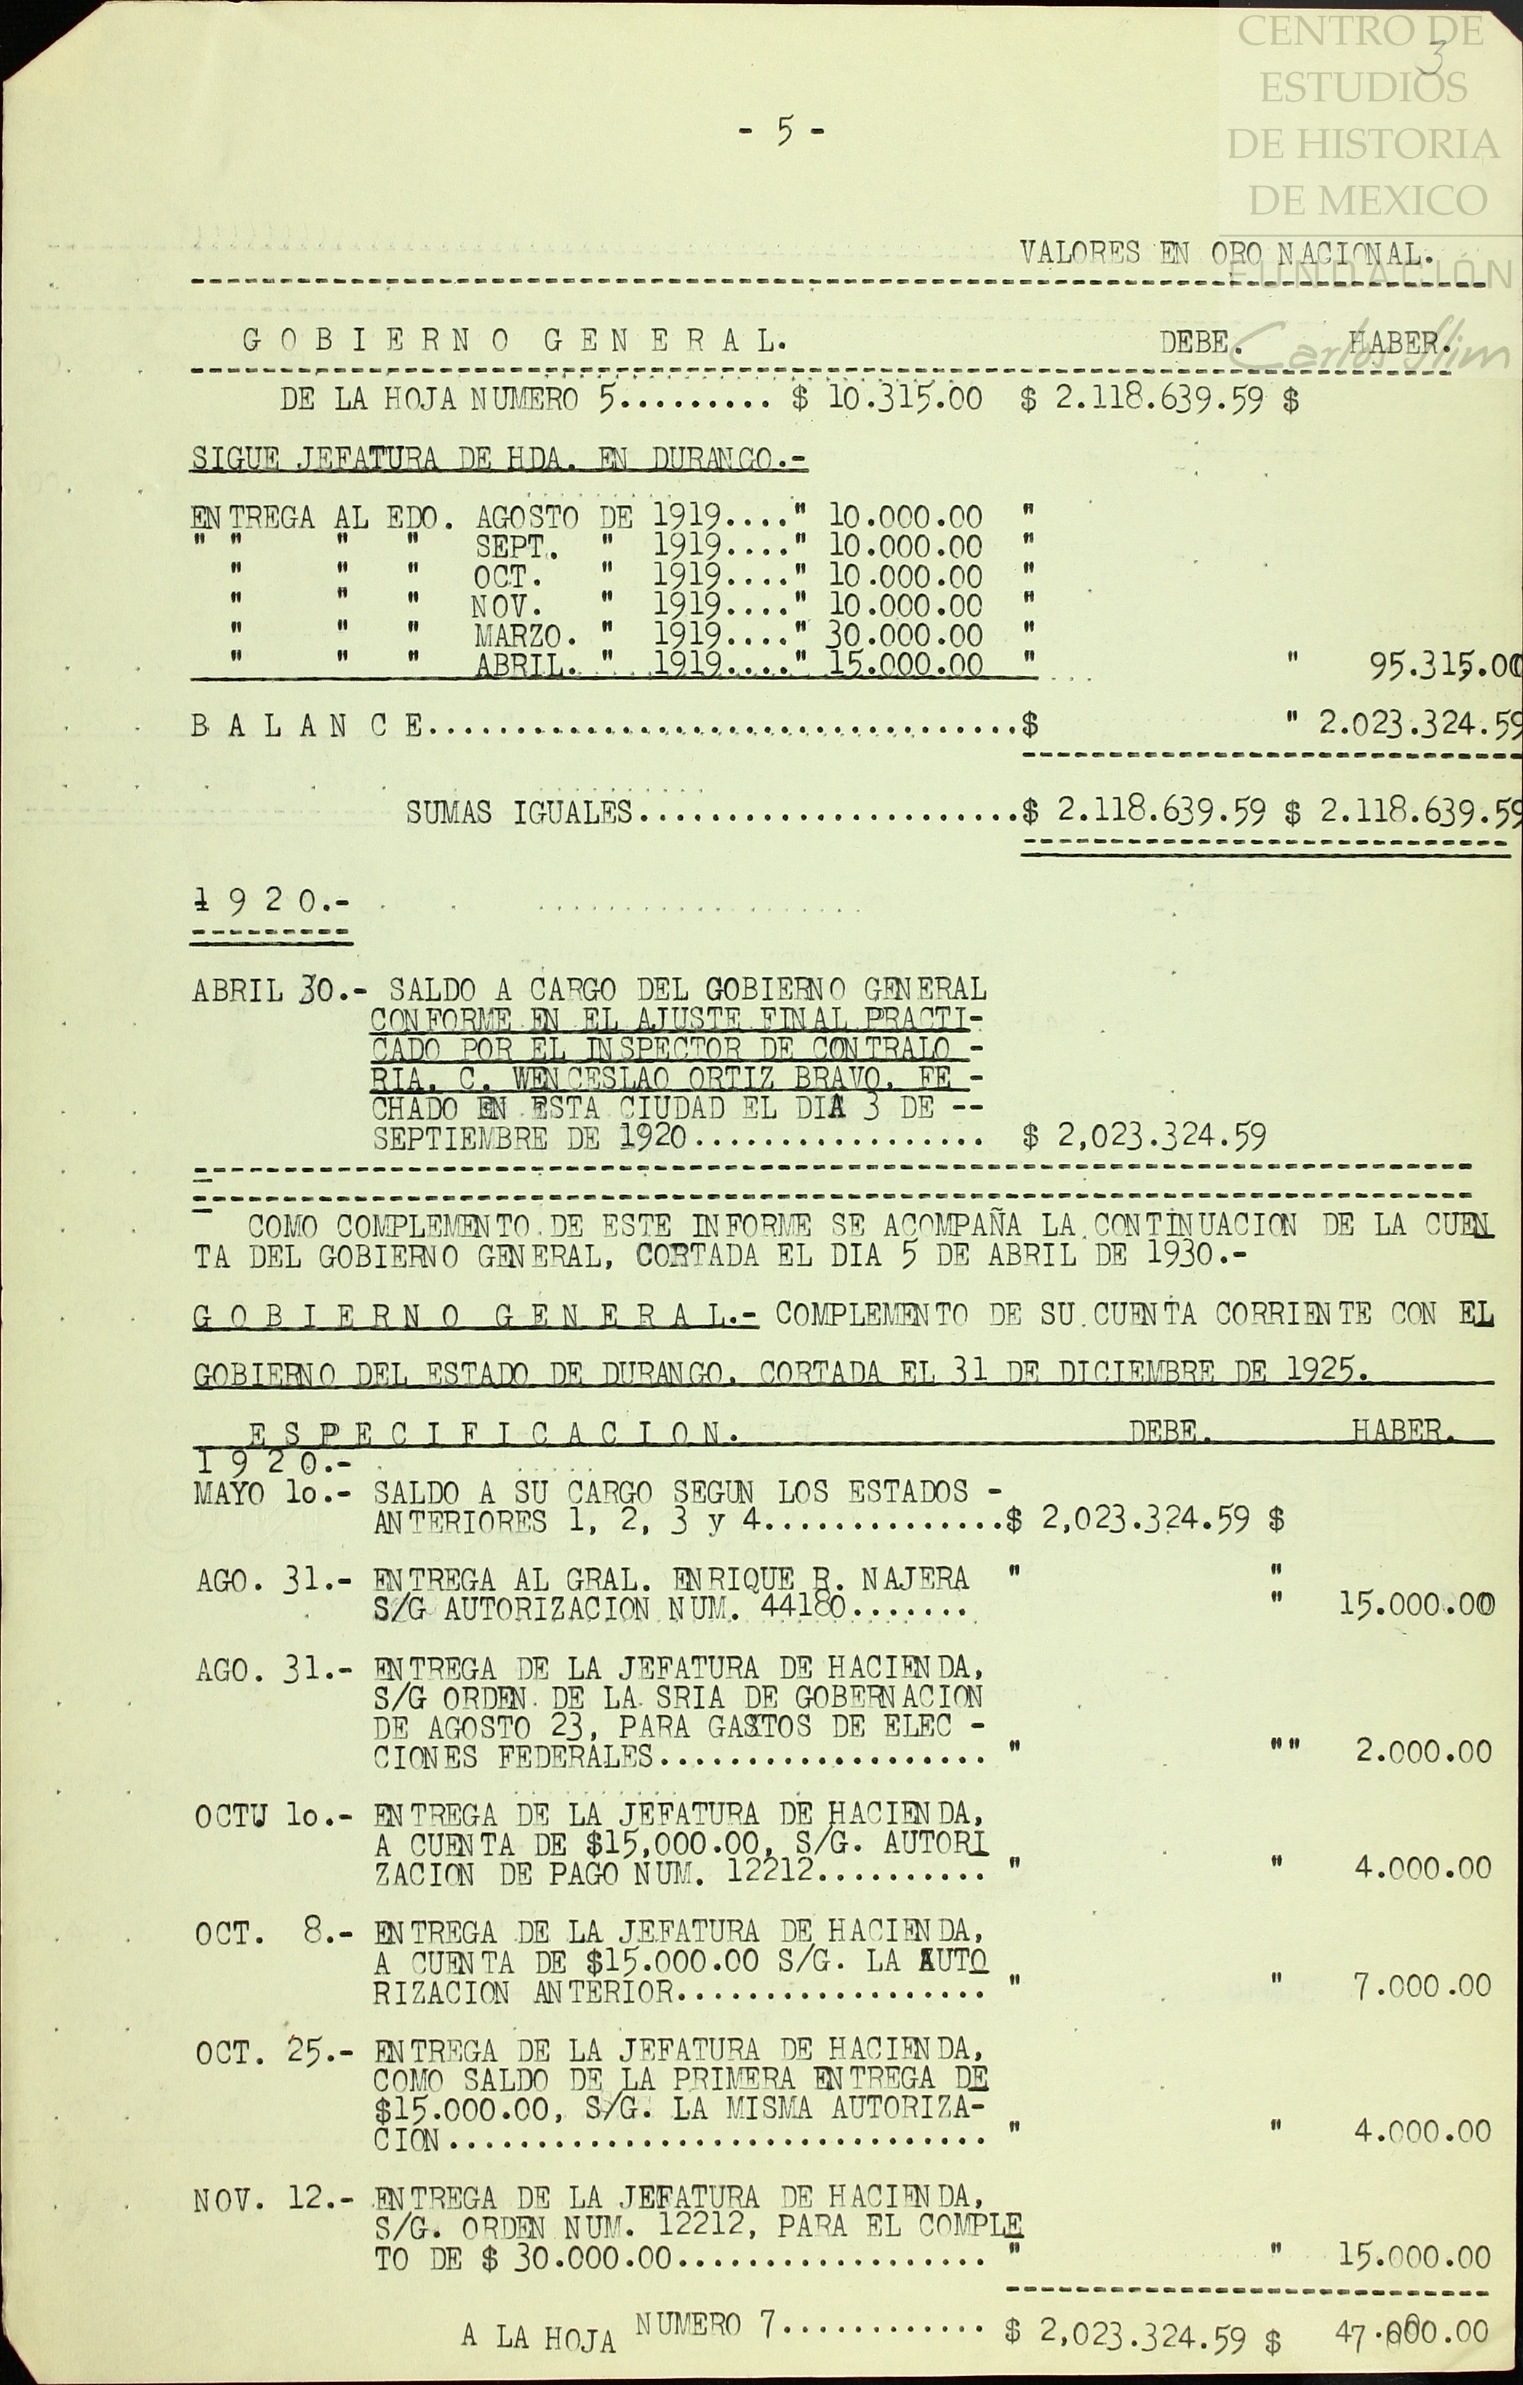 CENTRO DE
3
ESTUDIOS
DE HISTORIA
DE MEXICO
FUNDACIÓN
Carlos Slim
- 5 -
VALORES EN ORO NACIONAL.
G O B I E R N O  G E N E R A L.  DEBE.  HABER.
DE LA HOJA NUMERO 5......... $ 10.315.00  $ 2.118.639.59 $
SIGUE JEFATURA DE HDA. EN DURANGO.-
ENTREGA AL EDO. AGOSTO DE 1919...." 10.000.00  "
" "  "  "  SEPT.  "  1919...." 10.000.00  "
"  "  "  OCT.  "  1919...." 10.000.00  "
"  "  "  NOV.  "  1919...." 10.000.00  "
"  "  "  MARZO. "  1919...." 30.000.00  "
"  "  "  ABRIL. "  1919...." 15.000.00  "  "  95.315.00
B A L A N C E..................................$  " 2.023.324.59
SUMAS IGUALES......................$ 2.118.639.59 $ 2.118.639.59
1 9 2 0.-
ABRIL 30.- SALDO A CARGO DEL GOBIERNO GENERAL
CONFORME EN EL AJUSTE FINAL PRACTI-
CADO POR EL INSPECTOR DE CONTRALO -
RIA. C. WENCESLAO ORTIZ BRAVO, FE -
CHADO EN ESTA CIUDAD EL DIA 3 DE --
SEPTIEMBRE DE 1920.................  $ 2,023.324.59
COMO COMPLEMENTO DE ESTE INFORME SE ACOMPAÑA LA CONTINUACION DE LA CUEN
TA DEL GOBIERNO GENERAL, CORTADA EL DIA 5 DE ABRIL DE 1930.-
G O B I E R N O  G E N E R A L.- COMPLEMENTO DE SU CUENTA CORRIENTE CON EL
GOBIERNO DEL ESTADO DE DURANGO. CORTADA EL 31 DE DICIEMBRE DE 1925.
E S P E C I F I C A C I O N.  DEBE.  HABER.
1 9 2 0.-
MAYO 1o.- SALDO A SU CARGO SEGUN LOS ESTADOS -
ANTERIORES 1, 2, 3 y 4..............$ 2,023.324.59 $
AGO. 31.- ENTREGA AL GRAL. ENRIQUE R. NAJERA  "  "
S/G AUTORIZACION NUM. 44180.......  "  15.000.00
AGO. 31.- ENTREGA DE LA JEFATURA DE HACIENDA,
S/G ORDEN DE LA SRIA DE GOBERNACION
DE AGOSTO 23, PARA GASTOS DE ELEC -
CIONES FEDERALES................... "  ""  2.000.00
OCTU 1o.- ENTREGA DE LA JEFATURA DE HACIENDA,
A CUENTA DE $15,000.00, S/G. AUTORI
ZACION DE PAGO NUM. 12212.......... "  "  4.000.00
OCT.  8.- ENTREGA DE LA JEFATURA DE HACIENDA,
A CUENTA DE $15.000.00 S/G. LA AUTO
RIZACION ANTERIOR.................. "  "  7.000.00
OCT. 25.- ENTREGA DE LA JEFATURA DE HACIENDA,
COMO SALDO DE LA PRIMERA ENTREGA DE
$15.000.00, S/G. LA MISMA AUTORIZA-
CION............................... "  "  4.000.00
NOV. 12.- ENTREGA DE LA JEFATURA DE HACIENDA,
S/G. ORDEN NUM. 12212, PARA EL COMPLE
TO DE $ 30.000.00.................. "  "  15.000.00
A LA HOJA NUMERO 7............ $ 2,023.324.59 $  47.000.00